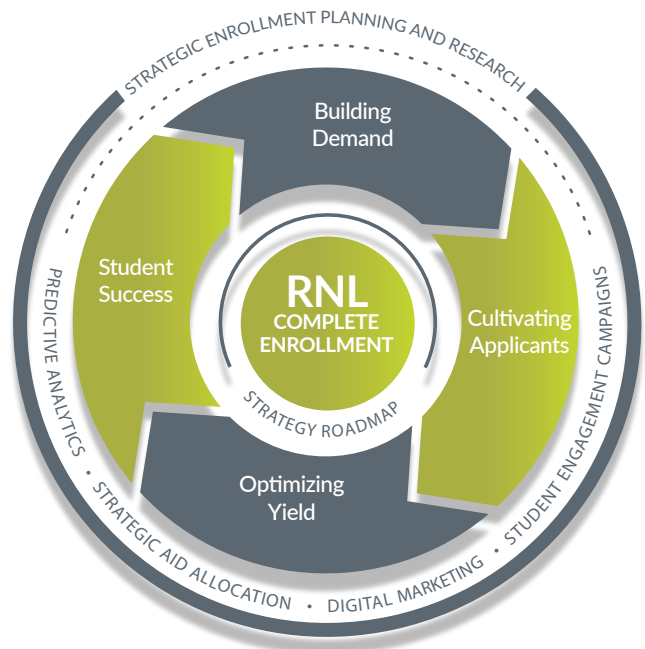 STRATEGIC ENROLLMENT PLANNING AND RESEARCH
Building
Demand
Student
Success
RNL
COMPLETE
ENROLLMENT
Cultivating
Applicants
STRATEGY ROADMAP
Optimizing
Yield
PREDICTIVE ANALYTICS • STRATEGIC AID ALLOCATION • DIGITAL MARKETING • STUDENT ENGAGEMENT CAMPAIGNS